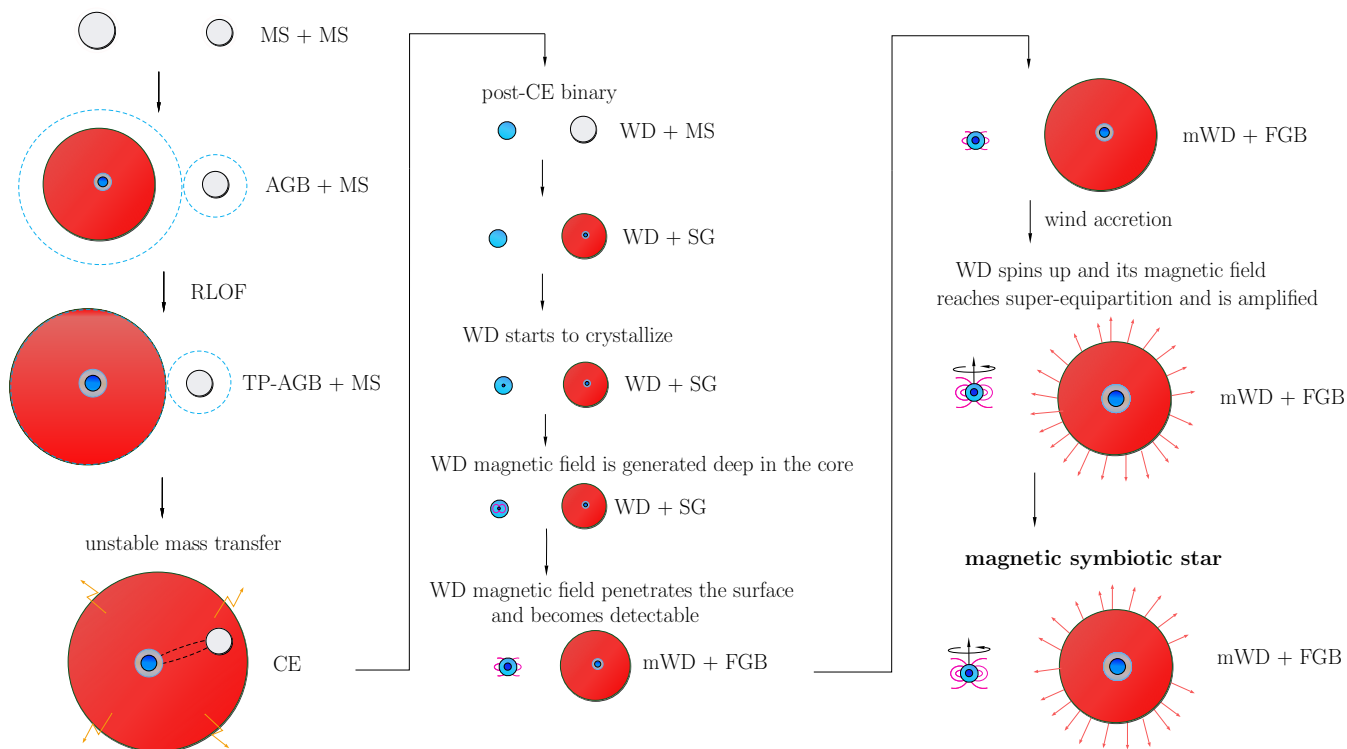 MS + MS
AGB + MS
RLOF
TP-AGB + MS
unstable mass transfer
CE
post-CE binary
WD + MS
WD + SG
WD starts to crystallize
WD + SG
WD magnetic field is generated deep in the core
WD + SG
WD magnetic field penetrates the surface
and becomes detectable
mWD + FGB
mWD + FGB
wind accretion
WD spins up and its magnetic field
reaches super-equipartition and is amplified
mWD + FGB
magnetic symbiotic star
mWD + FGB